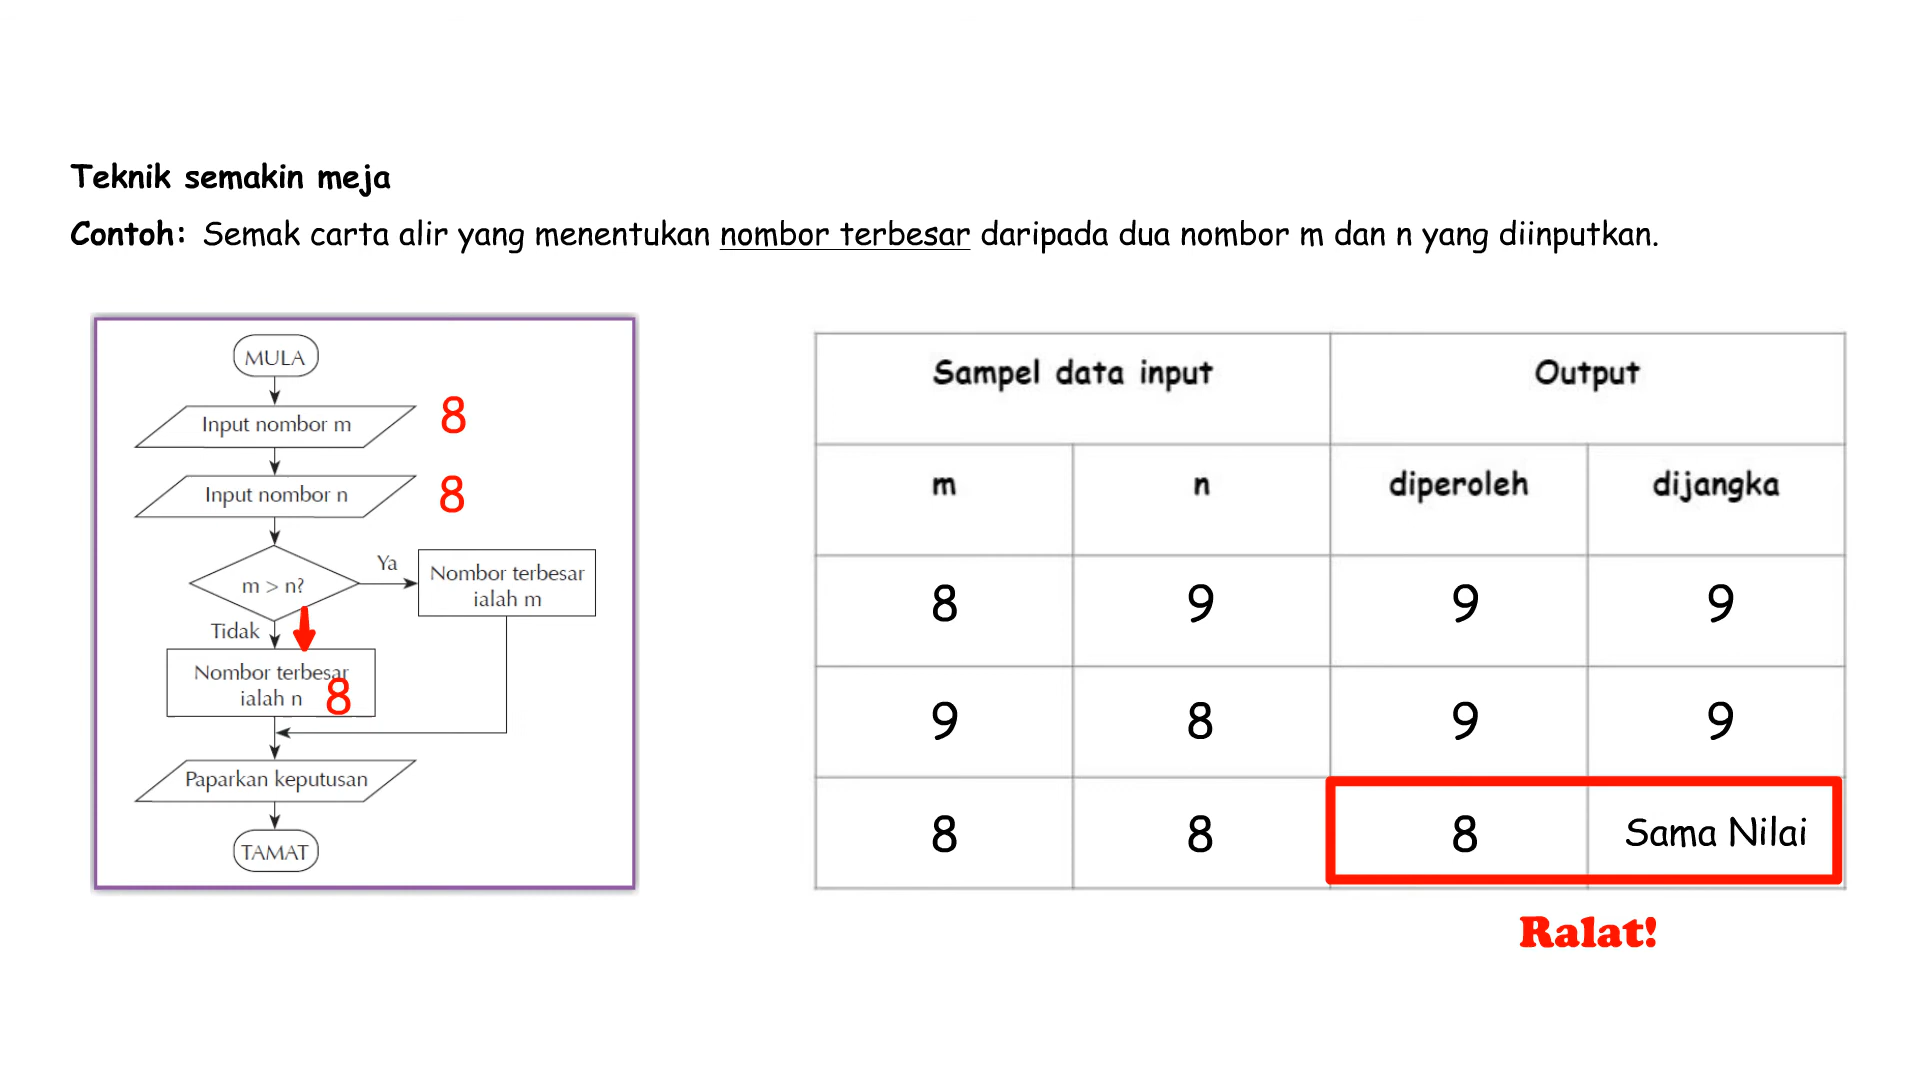 Teknik semakin meja
Contoh: Semak carta alir yang menentukan nombor terbesar daripada dua nombor m dan n yang diinputkan.
MULA
Input nombor m
8
Input nombor n
8
m > n?
Ya
Nombor terbesar
ialah m
Tidak
Nombor terbesar
ialah n
8
Paparkan keputusan
TAMAT
Sampel data input
Output
m
n
diperoleh
dijangka
8
9
9
9
9
8
9
9
8
8
8
Sama Nilai
Ralat!